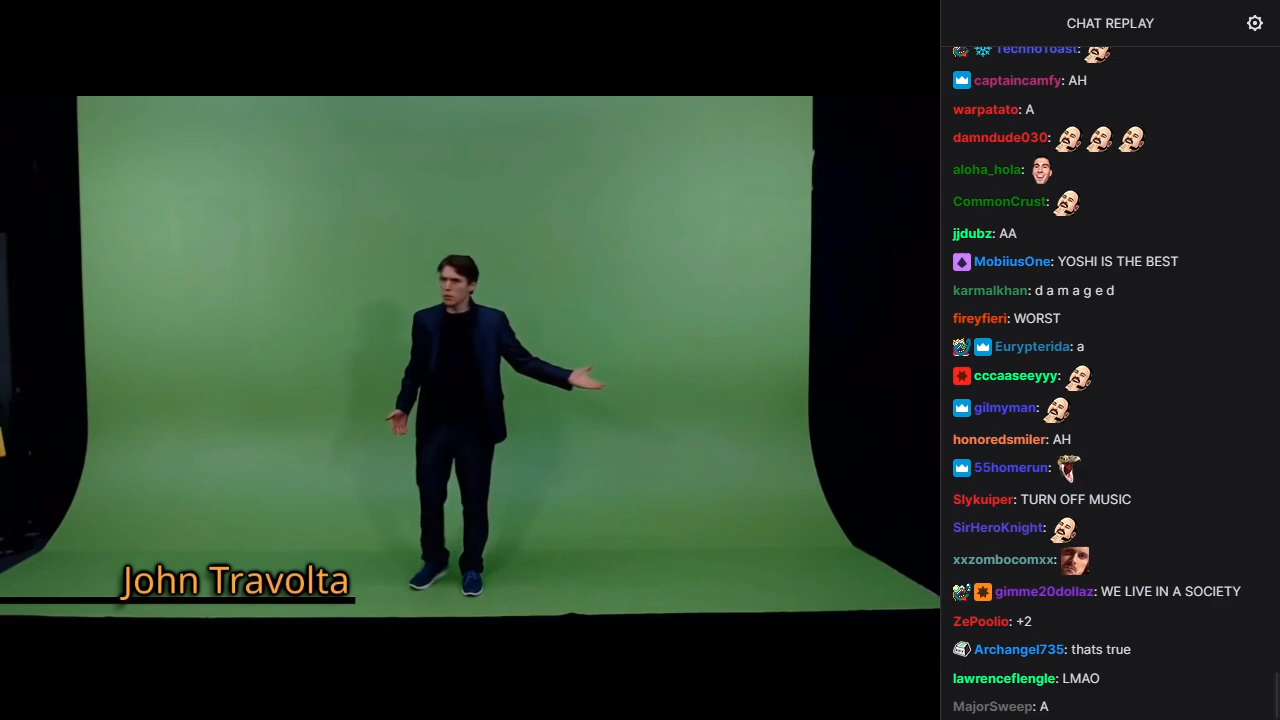 John Travolta
CHAT REPLAY
TechnoToast:
captaincamfy: AH
warpatato: A
damndude030:
aloha_hola:
CommonCrust:
jjdubz: AA
MobiiusOne: YOSHI IS THE BEST
karmalkhan: d a m a g e d
fireyfieri: WORST
Eurypterida: a
cccaaseeyyy:
gilmyman:
honoredsmiler: AH
55homerun:
Slykuiper: TURN OFF MUSIC
SirHeroKnight:
xxzombocomxx:
gimme20dollaz: WE LIVE IN A SOCIETY
ZePoolio: +2
Archangel735: thats true
lawrenceflengle: LMAO
MajorSweep: A